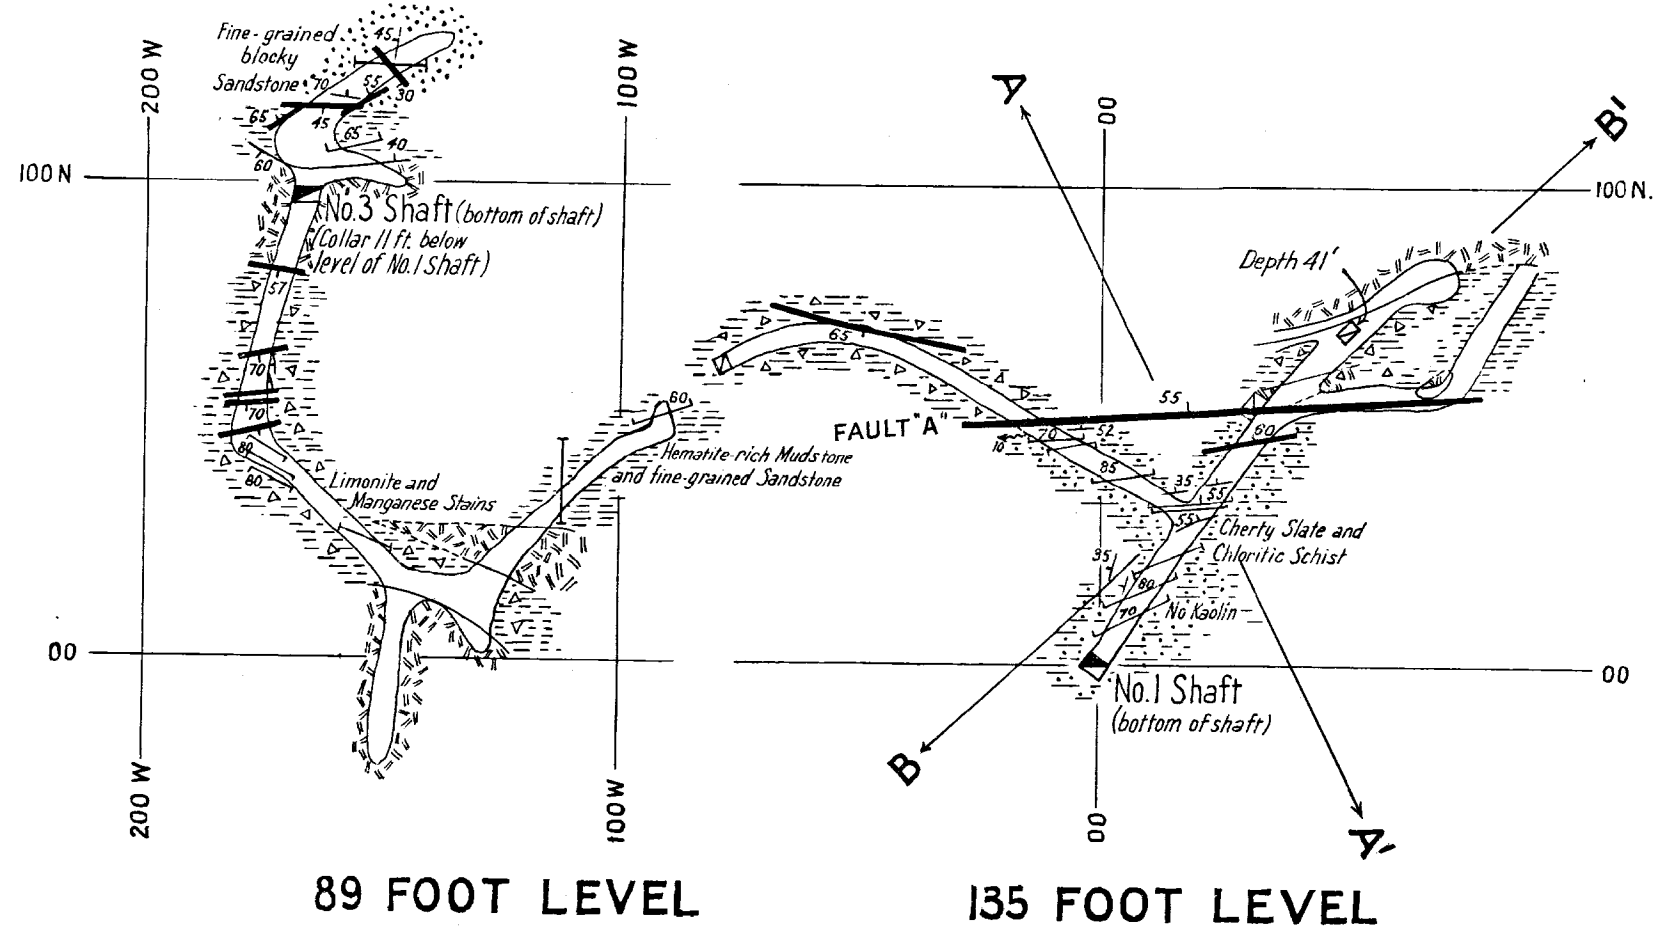 200 W
Fine-grained
blocky
Sandstone
45
70
55
30
65
45
65
40
60
100 W
00
A
B'
100 N
100 N.
No.3 Shaft (bottom of shaft)
(Collar 11 ft. below
level of No.1 Shaft)
57
70
70
80
80
Limonite and
Manganese Stains
60
Hematite-rich Mudstone
and fine-grained Sandstone
65
Depth 41'
55
FAULT "A"
10
70
52
85
35
55
55
60
Cherty Slate and
Chloritic Schist
35
80
70
No Kaolin
00
00
No.1 Shaft
(bottom of shaft)
B
A'
200 W
100 W
00
89 FOOT LEVEL
135 FOOT LEVEL